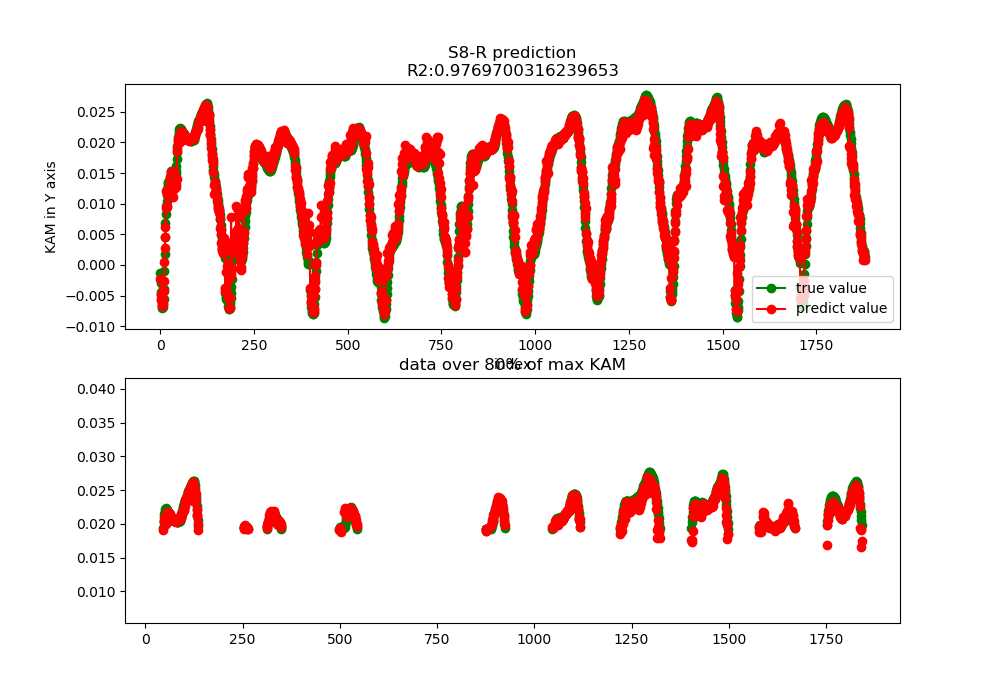 S8-R prediction
R2:0.9769700316239653
KAM in Y axis
0.025
0.020
0.015
0.010
0.005
0.000
−0.005
−0.010
true value
predict value
0 250 500 750 1000 1250 1500 1750
index
data over 80% of max KAM
0.040
0.035
0.030
0.025
0.020
0.015
0.010
0 250 500 750 1000 1250 1500 1750